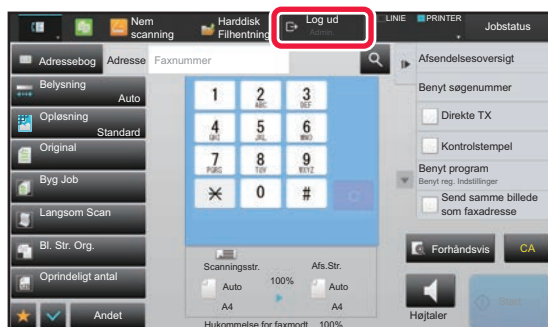 Nem
scanning
Harddisk
Filhentning
Log ud
Admin
LINIE
PRINTER
Jobstatus
Adressebog
Adresse
Faxnummer
Belysning
Auto
Opløsning
Standard
Original
Byg Job
Langsom Scan
Bl. Str. Org.
Oprindeligt antal
Andet
1
2
ABC
3
DEF
4
GHI
5
JKL
6
MNO
7
PQRS
8
TUV
9
WXYZ
0
#
Scanningsstr.
Afs.Str.
Auto
100%
Auto
A4
A4
Hukommelse for faxmodt. 100%
Afsendelsesoversigt
Benyt søgenummer
Direkte TX
Kontrolstempel
Benyt program
Benyt reg. Indstillinger
Send samme billede
som faxadresse
Forhåndsvis
CA
Højtaler
Start